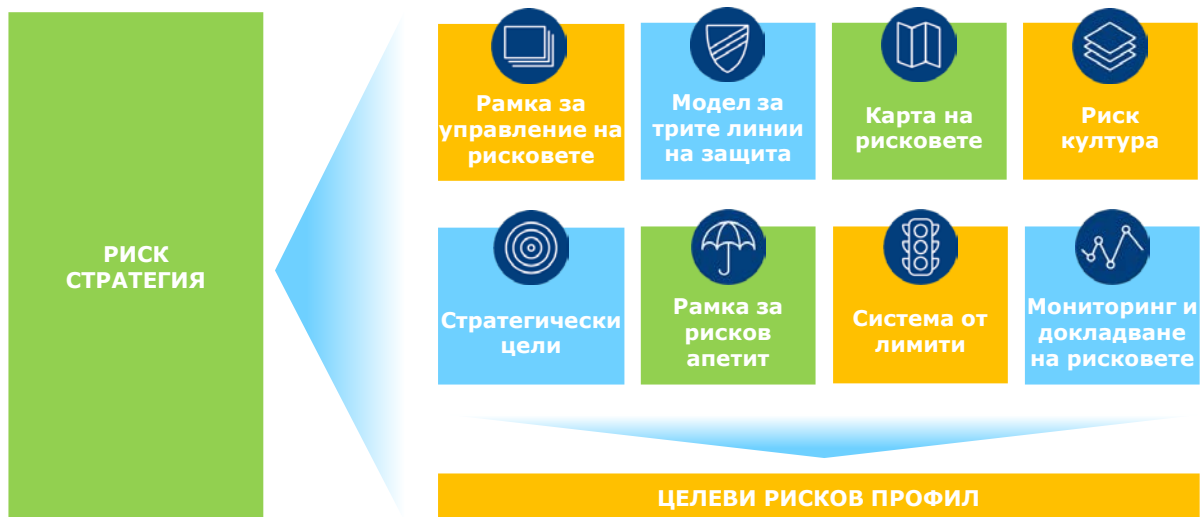 РИСК
СТРАТЕГИЯ
Рамка за
управление на
рисковете
Модел за
трите линии
на защита
Карта на
рисковете
Риск
култура
Стратегически
цели
Рамка за
рисков
апетит
Система от
лимити
Мониторинг и
докладване
на рисковете
ЦЕЛЕВИ РИСКОВ ПРОФИЛ